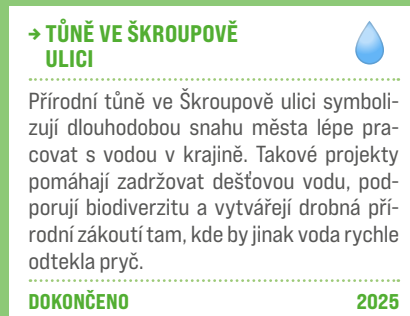 → TŮNĚ VE ŠKROUPOVĚ
ULICI
Přírodní tůně ve Škroupově ulici symboli-
zují dlouhodobou snahu města lépe pra-
covat s vodou v krajině. Takové projekty
pomáhají zadržovat dešťovou vodu, pod-
porují biodiverzitu a vytvářejí drobná pří-
rodní zákoutí tam, kde by jinak voda rychle
odtekla pryč.
DOKONČENO 2025